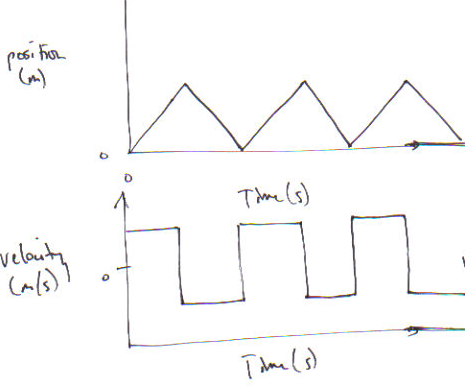 position
(m)
0
0
Time (s)
velocity
(m/s)
0
Time (s)